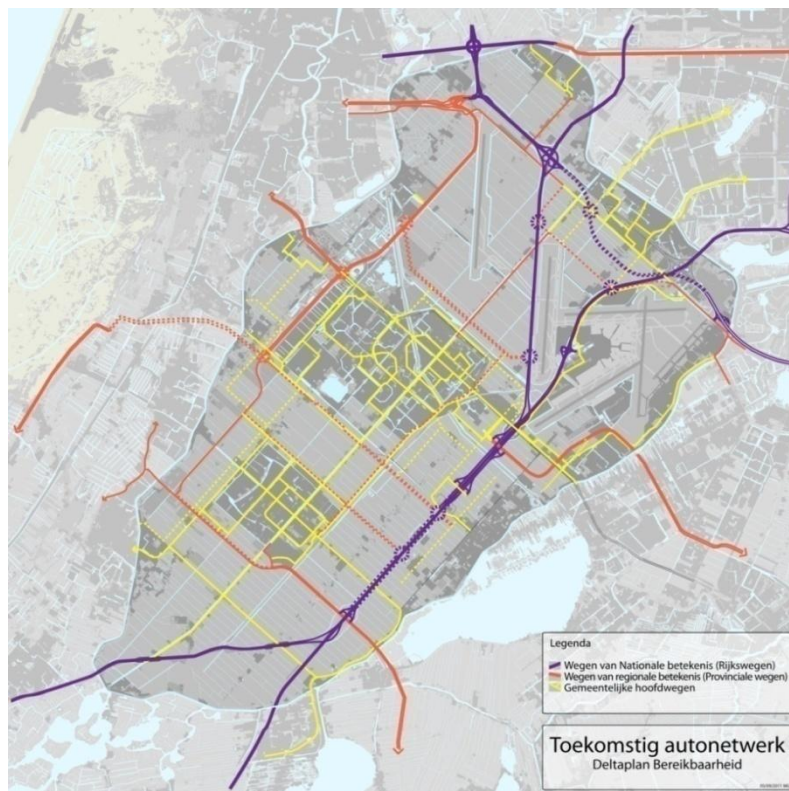 Legenda
Wegen van Nationale betekenis (Rijkswegen)
Wegen van regionale betekenis (Provinciale wegen)
Gemeentelijke hoofdwegen
Toekomstig autonetwerk
Deltaplan Bereikbaarheid